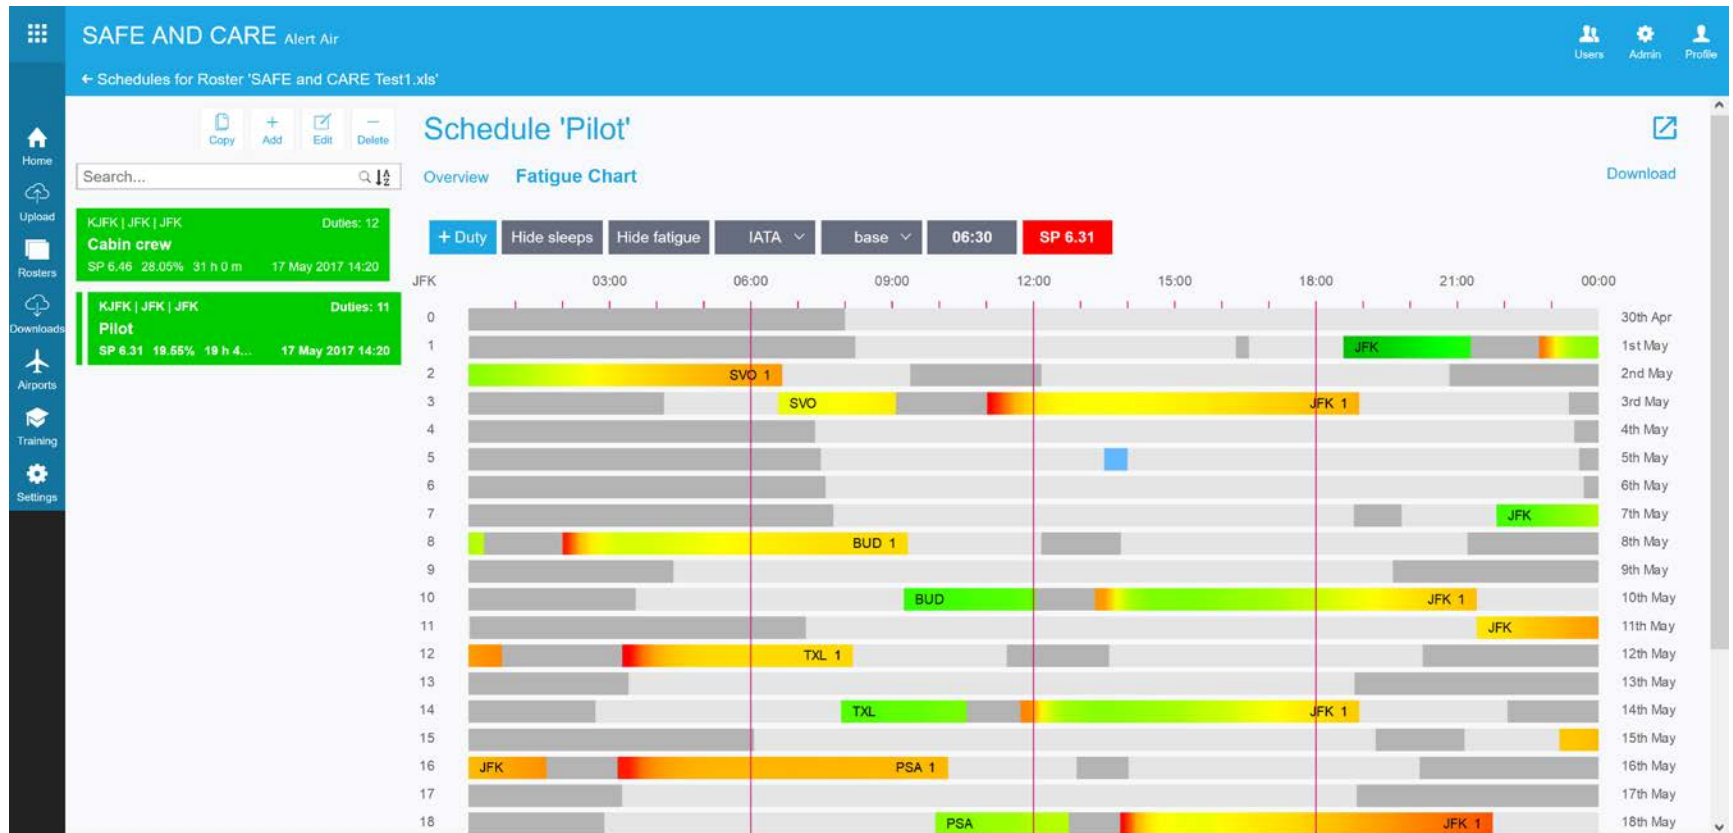 SAFE AND CARE Alert Air
Users Admin Profile
← Schedules for Roster 'SAFE and CARE Test1.xls'
Home
Upload
Rosters
Downloads
Airports
Training
Settings
Copy Add Edit Delete
Search...
KJFK | JFK | JFK Duties: 12
Cabin crew
SP 6.46 28.05% 31 h 0 m 17 May 2017 14:20
KJFK | JFK | JFK Duties: 11
Pilot
SP 6.31 19.55% 19 h 4... 17 May 2017 14:20
Schedule 'Pilot'
Overview Fatigue Chart Download
+ Duty Hide sleeps Hide fatigue IATA base 06:30 SP 6.31
JFK 03:00 06:00 09:00 12:00 15:00 18:00 21:00 00:00
0 30th Apr
1 JFK 1st May
2 SVO 1 2nd May
3 SVO JFK 1 3rd May
4 4th May
5 5th May
6 6th May
7 JFK 7th May
8 BUD 1 8th May
9 9th May
10 BUD JFK 1 10th May
11 JFK 11th May
12 TXL 1 12th May
13 13th May
14 TXL JFK 1 14th May
15 15th May
16 JFK PSA 1 16th May
17 17th May
18 PSA JFK 1 18th May